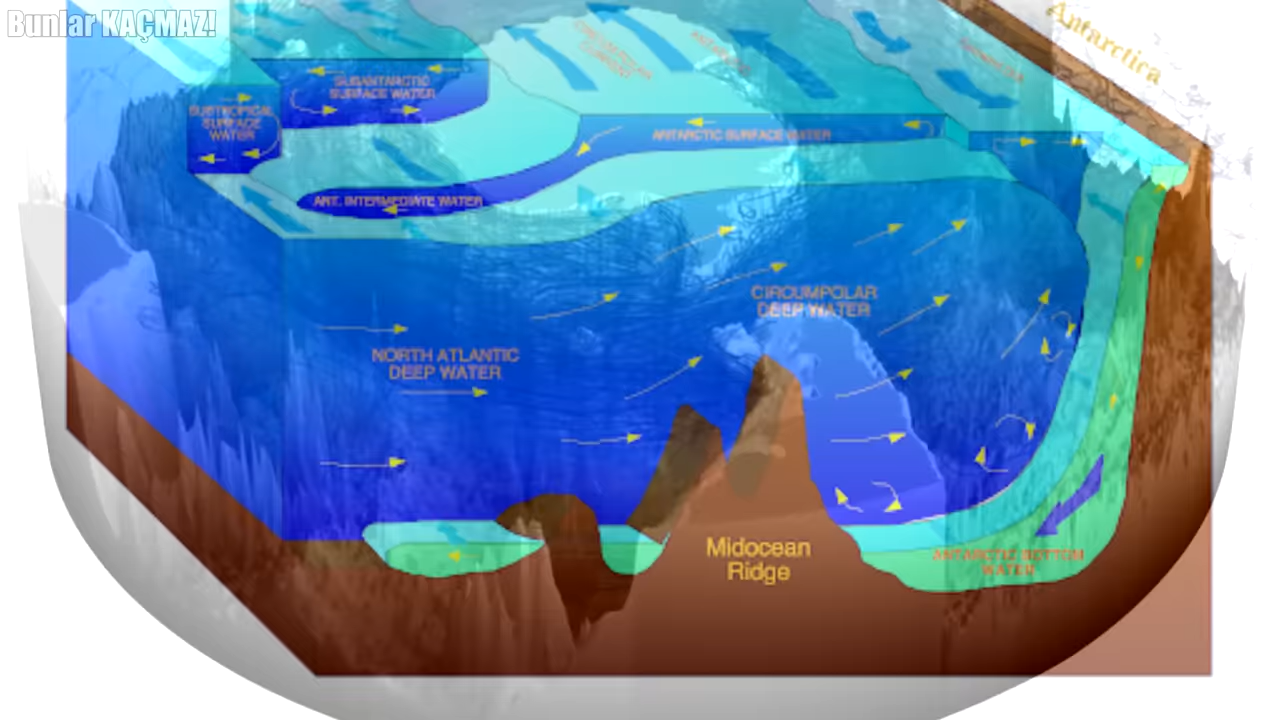 Bunlar KAÇMAZ!
Antarctica
SUBANTARCTIC
SURFACE WATER
SUBTROPICAL
SURFACE
WATER
ANTARCTIC SURFACE WATER
ANT. INTERMEDIATE WATER
CIRCUMPOLAR
DEEP WATER
NORTH ATLANTIC
DEEP WATER
Midocean
Ridge
ANTARCTIC BOTTOM
WATER